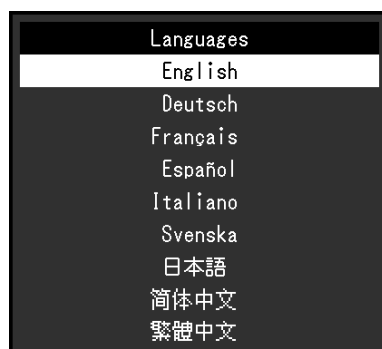 Languages
English
Deutsch
Français
Español
Italiano
Svenska
日本語
简体中文
繁體中文